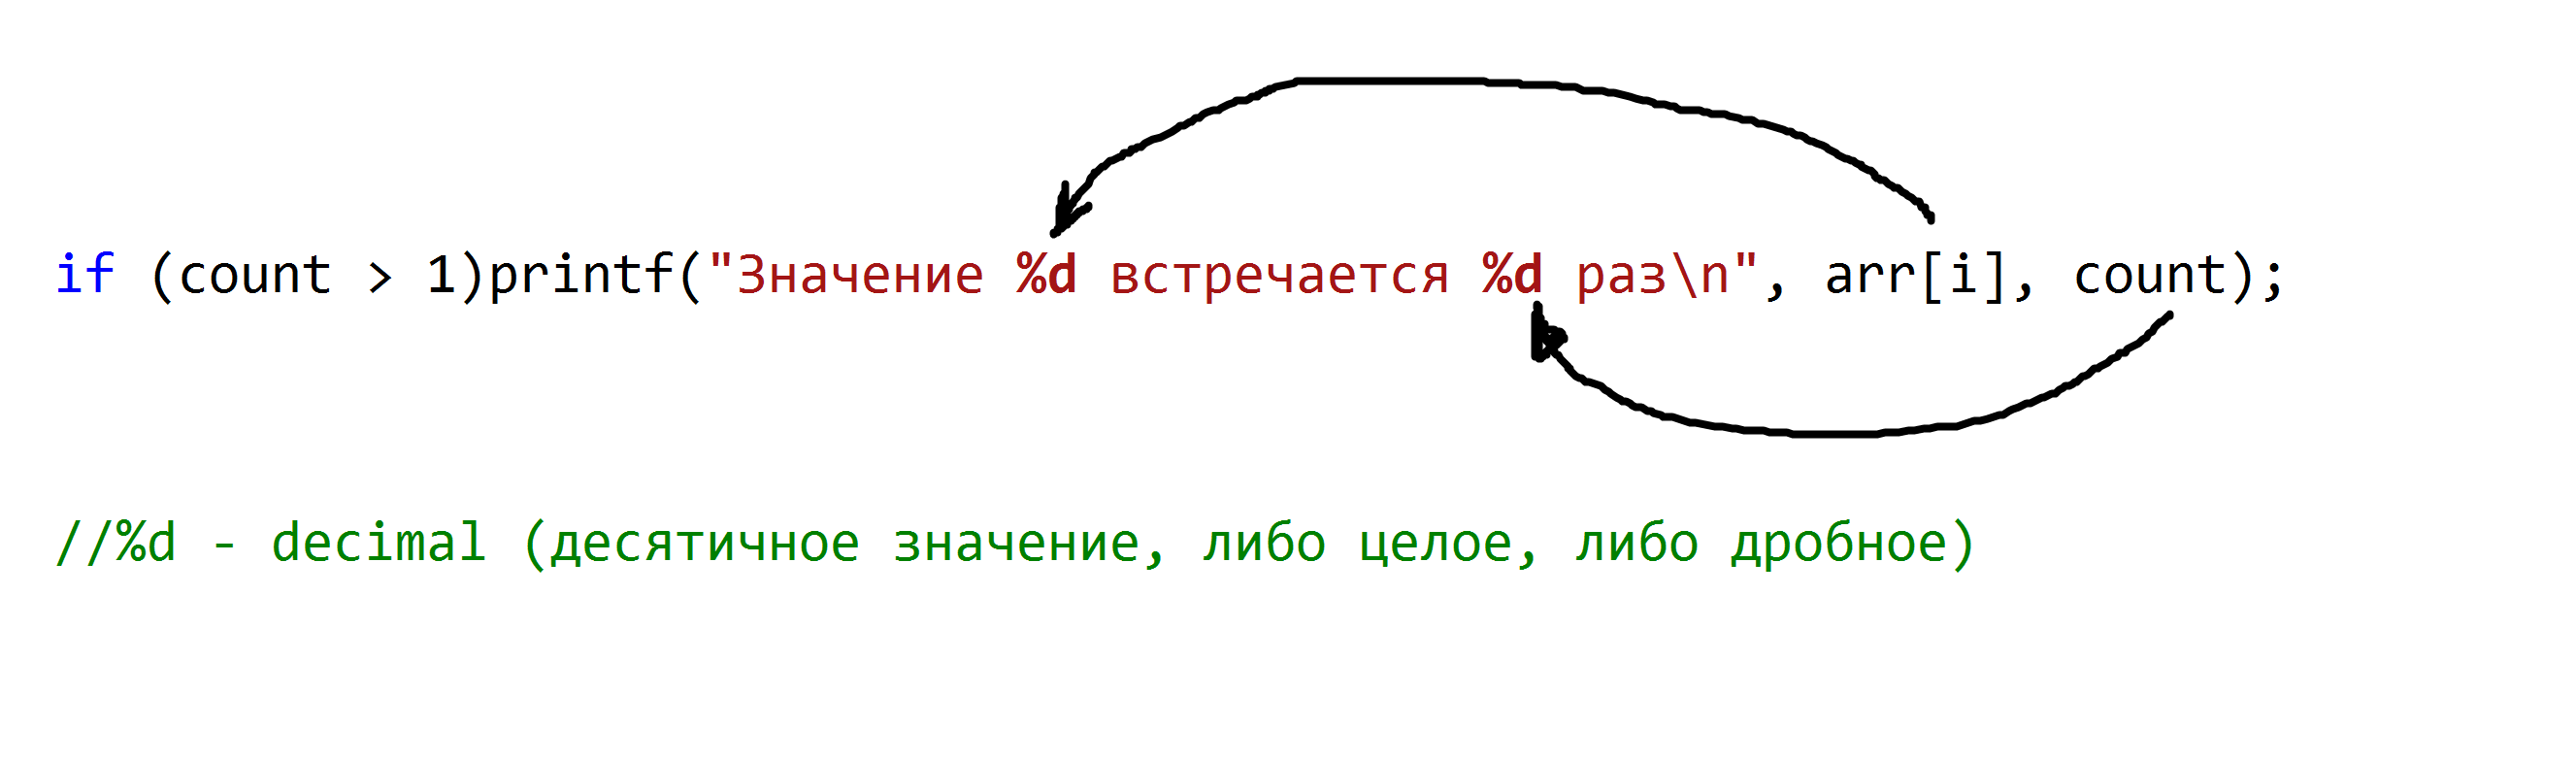 if (count > 1)printf("Значение %d встречается %d раз\n", arr[i], count);
//%d - decimal (десятичное значение, либо целое, либо дробное)